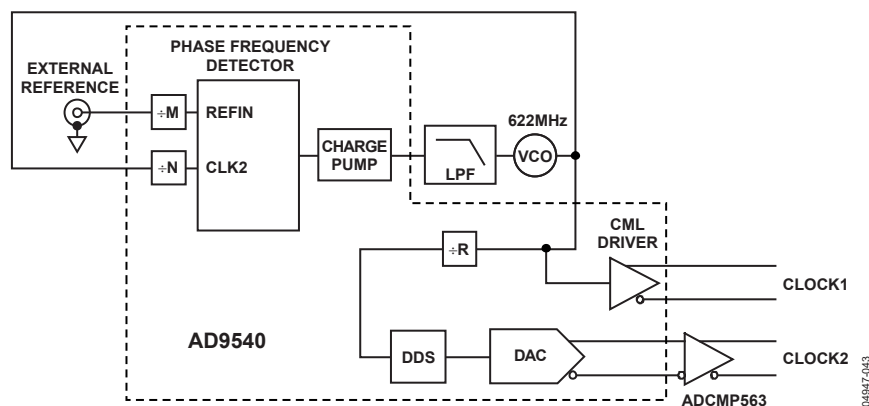 PHASE FREQUENCY
DETECTOR
EXTERNAL
REFERENCE
÷M
REFIN
÷N
CLK2
CHARGE
PUMP
LPF
622MHz
VCO
÷R
CML
DRIVER
CLOCK1
AD9540
DDS
DAC
CLOCK2
ADCMP563
04947-043